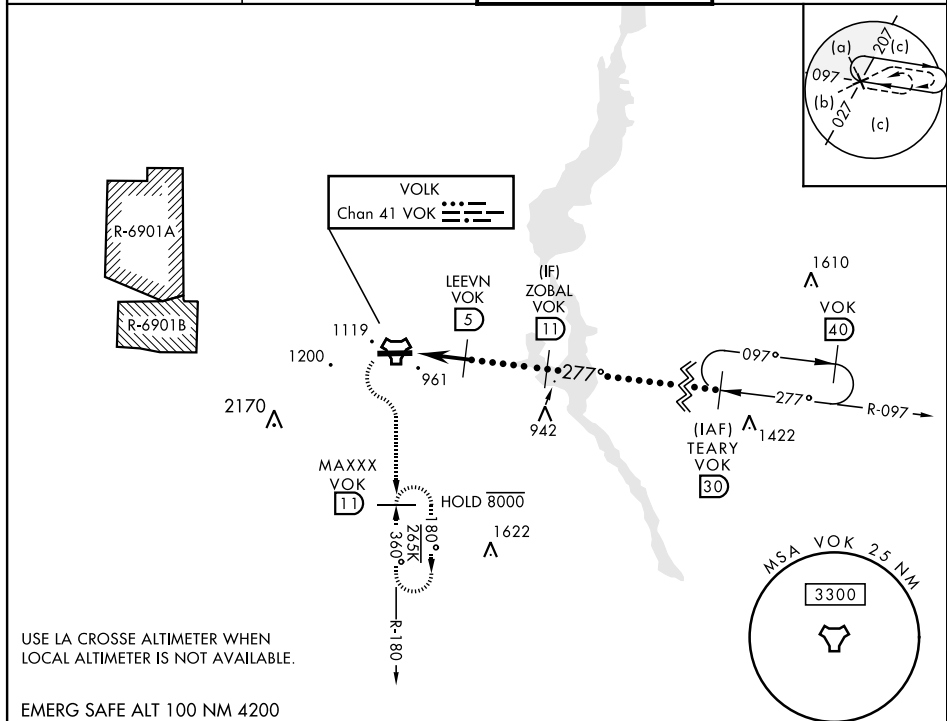 (a)
207
(c)
097
(b)
027
(c)
VOLK
Chan 41 VOK
R-6901A
R-6901B
1610
LEEVN
VOK
5
(IF)
ZOBAL
VOK
11
VOK
40
1119
1200
961
277°
097°
277°
R-097
2170
942
(IAF)
TEARY
VOK
30
1422
MAXXX
VOK
11
HOLD 8000
180°
265K
360°
1622
R-180
MSA VOK 25 NM
3300
USE LA CROSSE ALTIMETER WHEN
LOCAL ALTIMETER IS NOT AVAILABLE.
EMERG SAFE ALT 100 NM 4200